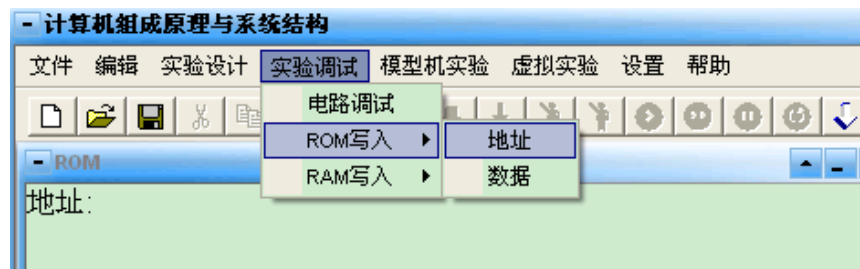 计算机组成原理与系统结构
文件 编辑 实验设计 实验调试 模型机实验 虚拟实验 设置 帮助
电路调试
ROM写入 地址
ROM
RAM写入 数据
地址: